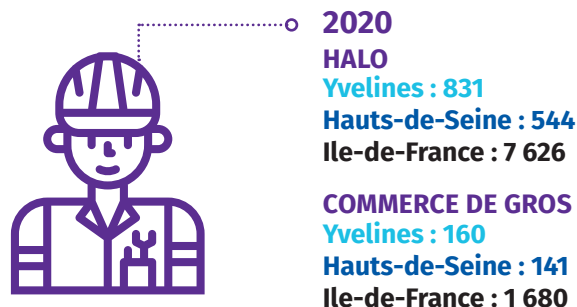 2020
HALO
Yvelines : 831
Hauts-de-Seine : 544
Ile-de-France : 7 626
COMMERCE DE GROS
Yvelines : 160
Hauts-de-Seine : 141
Ile-de-France : 1 680